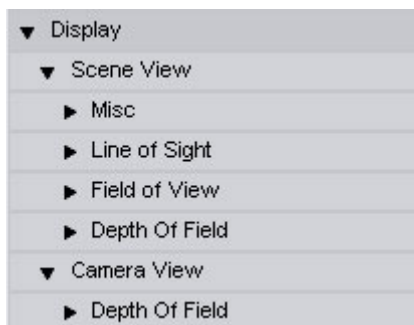 Display
Scene View
Misc
Line of Sight
Field of View
Depth Of Field
Camera View
Depth Of Field